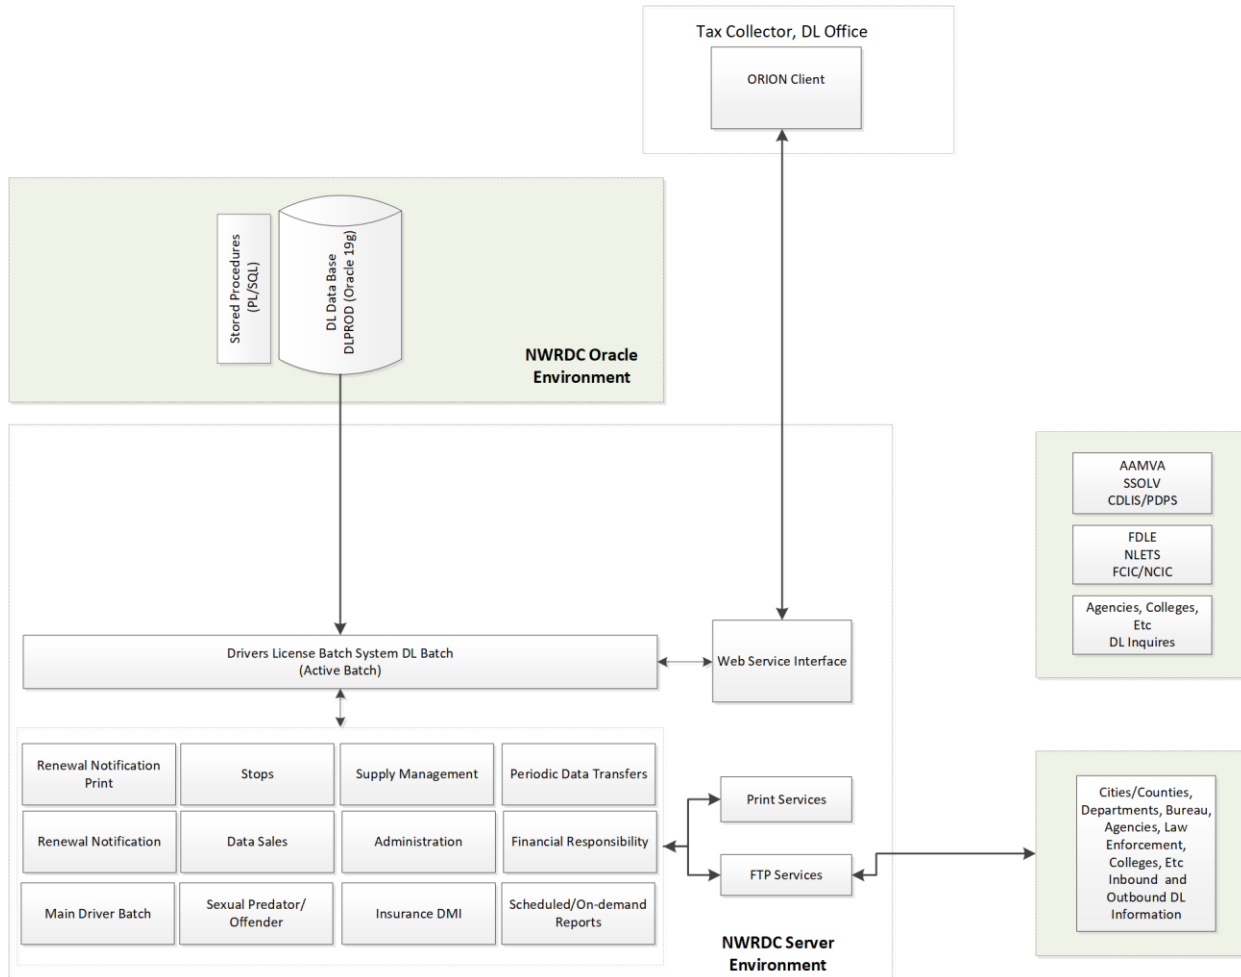 Tax Collector, DL Office
ORION Client
Stored Procedures
(PL/SQL)
DL Data Base
DLPROD (Oracle 19g)
NWRDC Oracle
Environment
AAMVA
SSOLV
CDLIS/PDPS
FDLE
NLETS
FCIC/NCIC
Agencies, Colleges,
Etc
DL Inquires
Drivers License Batch System DL Batch
(Active Batch)
Web Service Interface
Renewal Notification
Print
Stops
Supply Management
Periodic Data Transfers
Renewal Notification
Data Sales
Administration
Financial Responsibility
Main Driver Batch
Sexual Predator/
Offender
Insurance DMI
Scheduled/On-demand
Reports
Print Services
FTP Services
NWRDC Server
Environment
Cities/Counties,
Departments, Bureau,
Agencies, Law
Enforcement,
Colleges, Etc
Inbound and
Outbound DL
Information